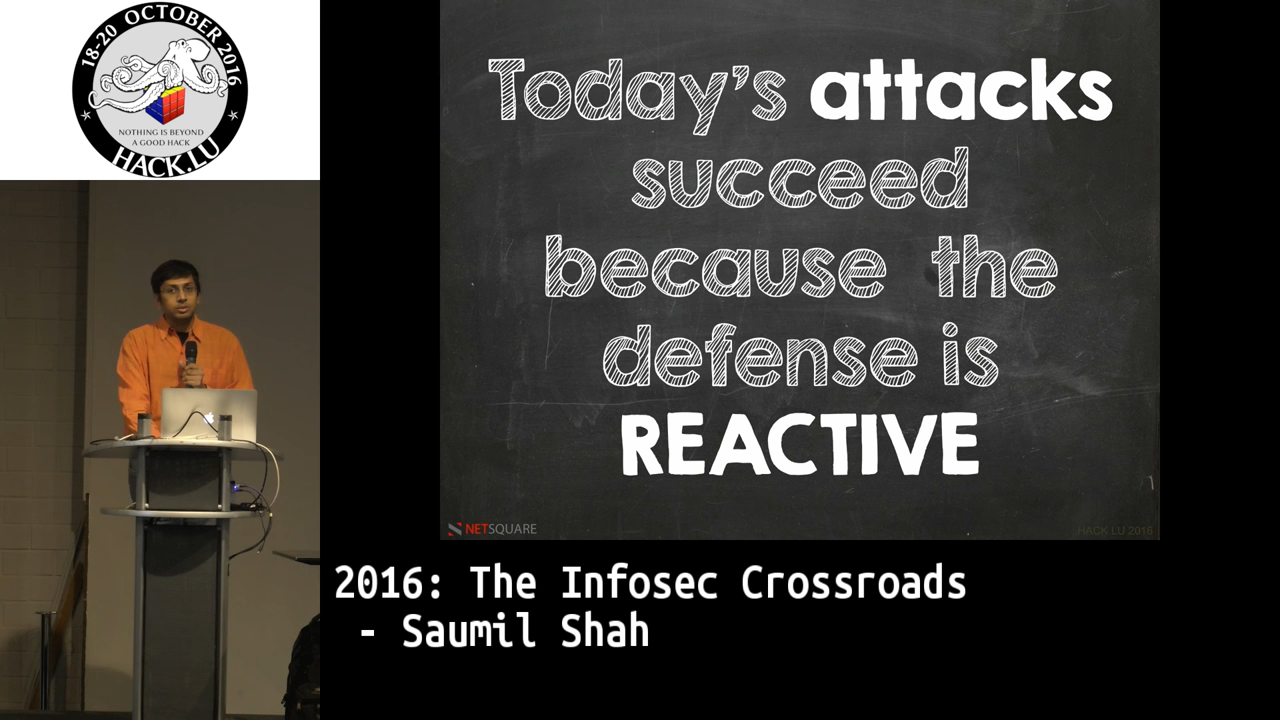 18-20 OCTOBER 2016
NOTHING IS BEYOND
A GOOD HACK
HACK.LU
Today's attacks
succeed
because the
defense is
REACTIVE
NETSQUARE
HACK.LU 2016
2016: The Infosec Crossroads
- Saumil Shah